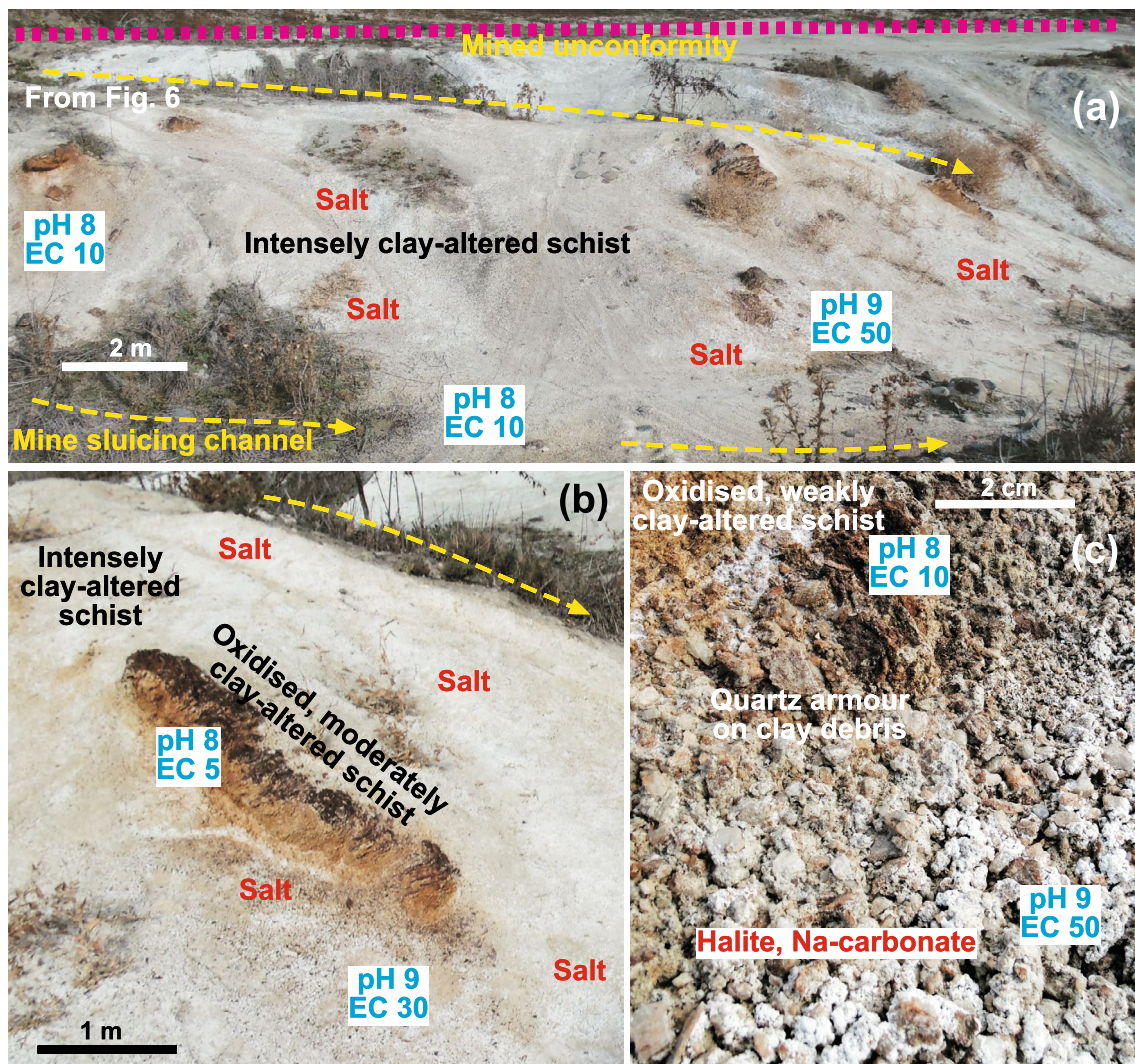 Mined unconformity
From Fig. 6
(a)
Salt
pH 8
EC 10
Intensely clay-altered schist
Salt
Salt
pH 9
EC 50
Salt
2 m
pH 8
EC 10
Mine sluicing channel
(b)
Salt
Intensely
clay-altered
schist
Oxidised, moderately
clay-altered schist
Salt
pH 8
EC 5
Salt
Salt
pH 9
EC 30
1 m
Oxidised, weakly
clay-altered schist
2 cm
(c)
pH 8
EC 10
Quartz armour
on clay debris
pH 9
EC 50
Halite, Na-carbonate